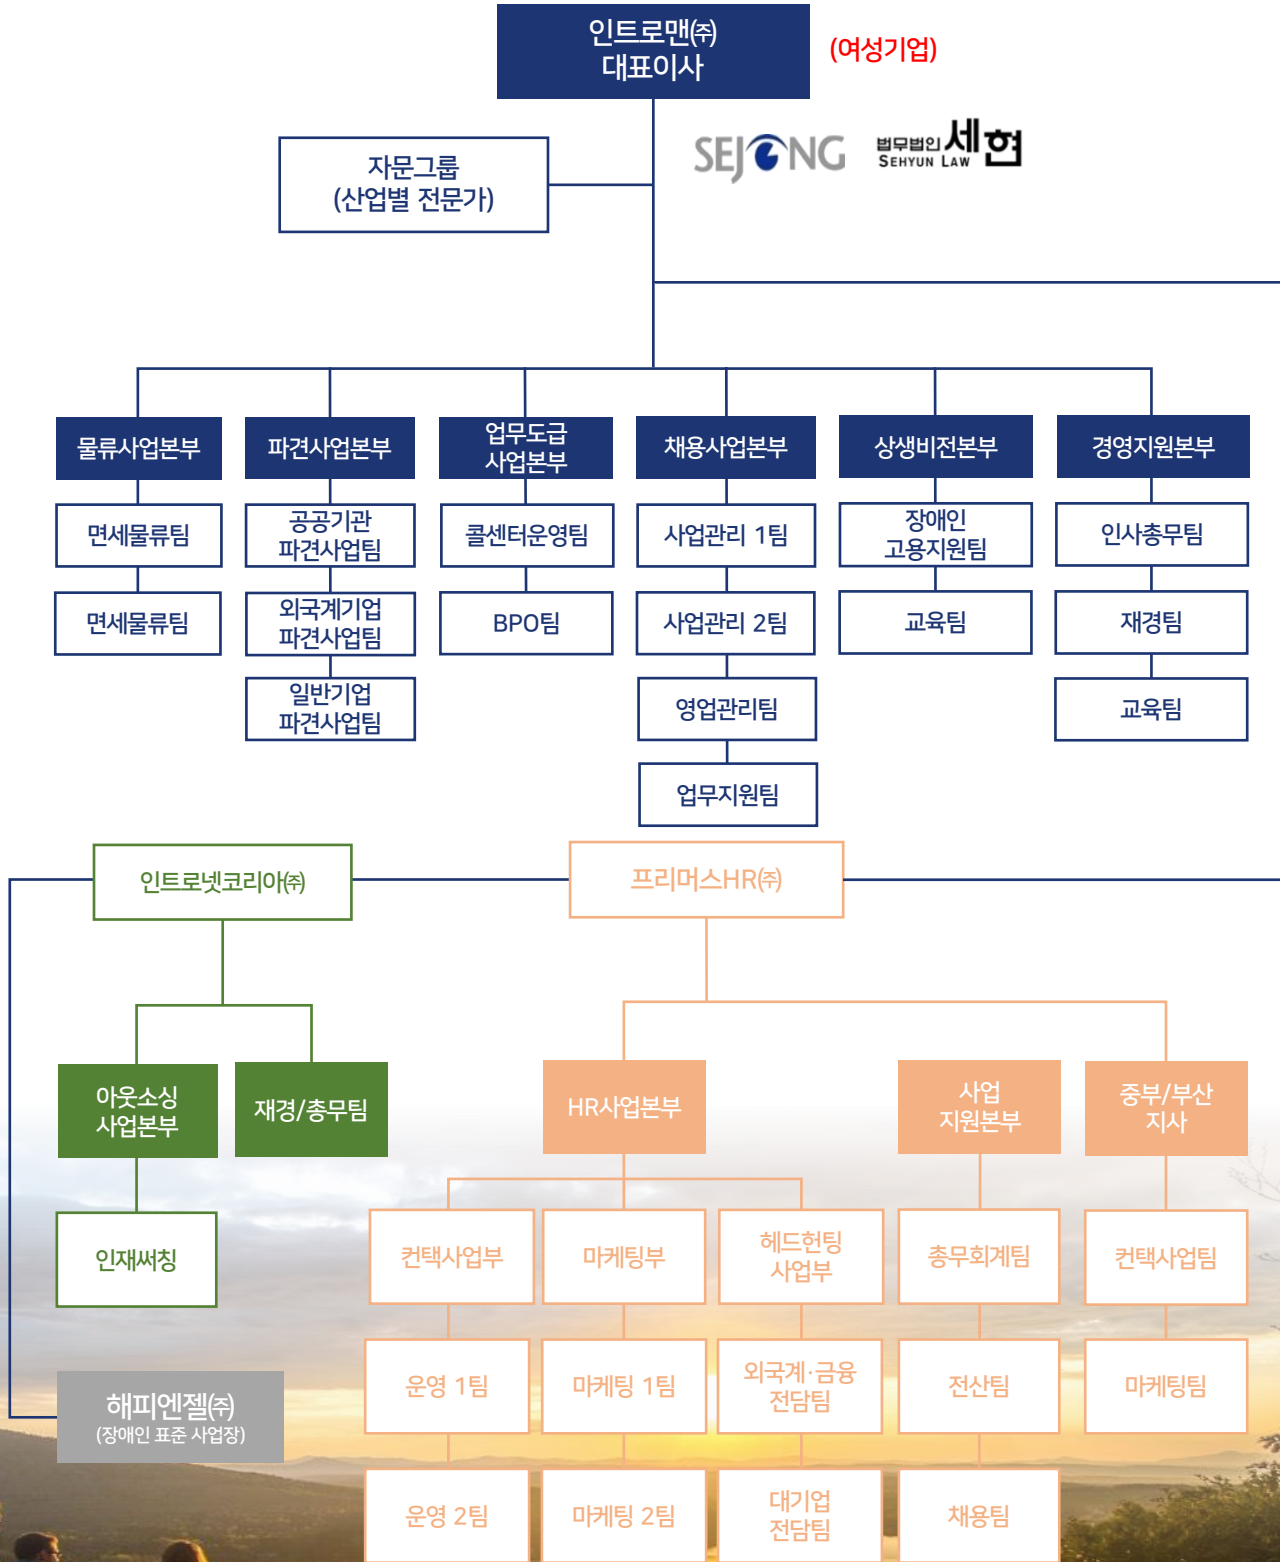 인트로맨㈜
대표이사
(여성기업)
SEJONG
법무법인 세현
SEHYUN LAW
자문그룹
(산업별 전문가)
물류사업본부
파견사업본부
업무도급
사업본부
채용사업본부
상생비전본부
경영지원본부
면세물류팀
공공기관
파견사업팀
콜센터운영팀
사업관리 1팀
장애인
고용지원팀
인사총무팀
면세물류팀
외국계기업
파견사업팀
BPO팀
사업관리 2팀
교육팀
재경팀
일반기업
파견사업팀
영업관리팀
교육팀
업무지원팀
인트로넷코리아㈜
프리머스HR㈜
아웃소싱
사업본부
재경/총무팀
HR사업본부
사업
지원본부
중부/부산
지사
인재써칭
컨택사업부
마케팅부
헤드헌팅
사업부
총무회계팀
컨택사업팀
운영 1팀
마케팅 1팀
외국계·금융
전담팀
전산팀
마케팅팀
해피엔젤㈜
(장애인 표준 사업장)
운영 2팀
마케팅 2팀
대기업
전담팀
채용팀